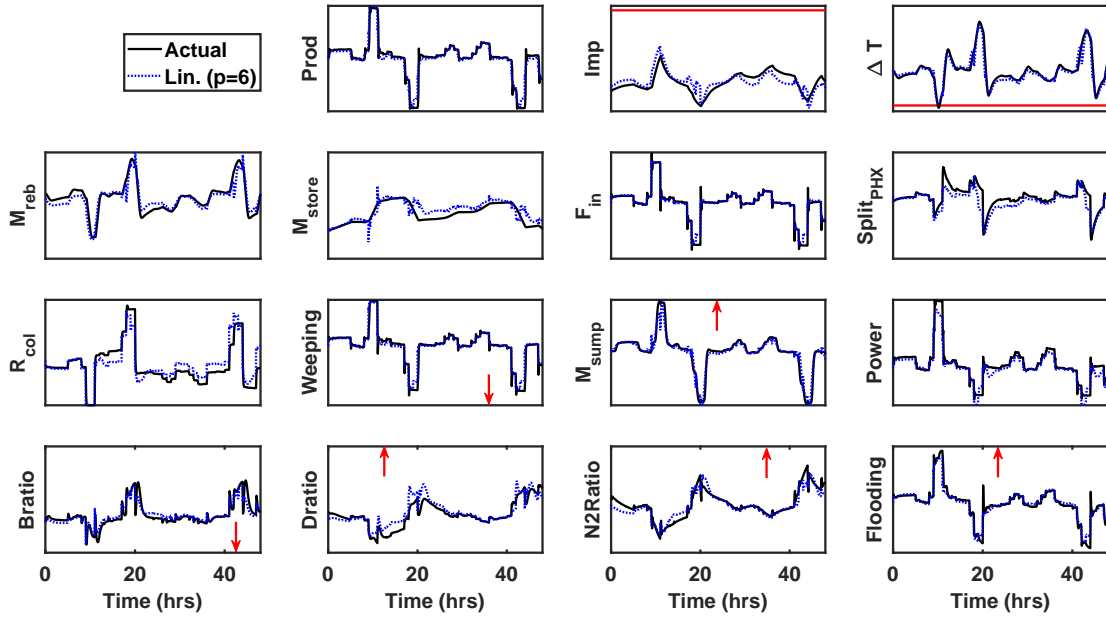 Actual
Lin. (p=6)
Prod
Imp
Δ T
M_reb
M_store
F_in
Split_PHX
R_col
Weeping
M_sump
Power
Bratio
Dratio
N2Ratio
Flooding
0 20 40
0 20 40
0 20 40
0 20 40
Time (hrs)
Time (hrs)
Time (hrs)
Time (hrs)